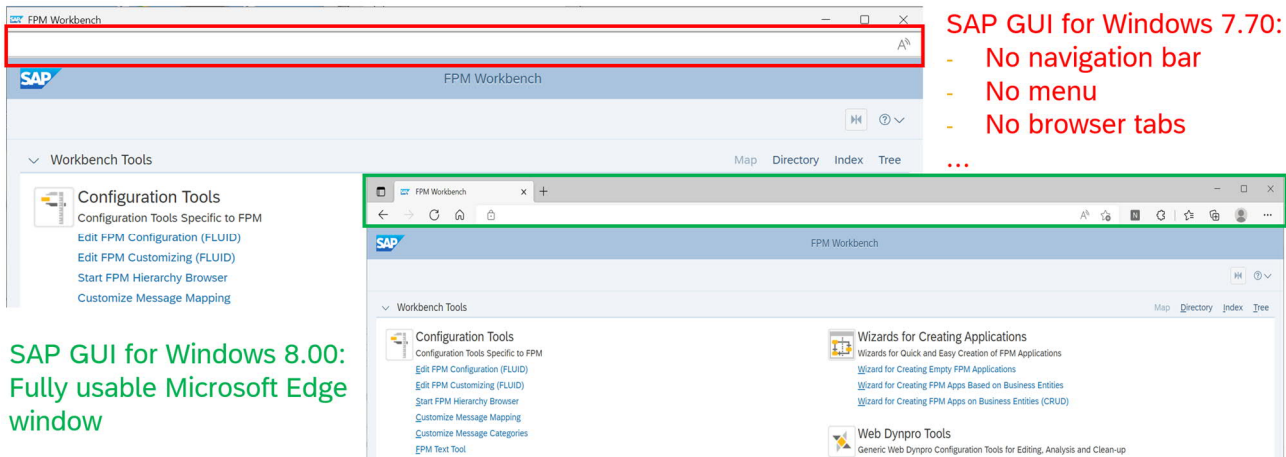 FPM Workbench
SAP
FPM Workbench
Workbench Tools
Map Directory Index Tree
Configuration Tools
Configuration Tools Specific to FPM
Edit FPM Configuration (FLUID)
Edit FPM Customizing (FLUID)
Start FPM Hierarchy Browser
Customize Message Mapping
SAP GUI for Windows 7.70:
- No navigation bar
- No menu
- No browser tabs
...
SAP GUI for Windows 8.00:
Fully usable Microsoft Edge
window
FPM Workbench
N
SAP
FPM Workbench
Workbench Tools
Map Directory Index Tree
Configuration Tools
Configuration Tools Specific to FPM
Edit FPM Configuration (FLUID)
Edit FPM Customizing (FLUID)
Start FPM Hierarchy Browser
Customize Message Mapping
Customize Message Categories
FPM Text Tool
Wizards for Creating Applications
Wizards for Quick and Easy Creation of FPM Applications
Wizard for Creating Empty FPM Applications
Wizard for Creating FPM Apps Based on Business Entities
Wizard for Creating FPM Apps on Business Entities (CRUD)
Web Dynpro Tools
Generic Web Dynpro Configuration Tools for Editing, Analysis and Clean-up